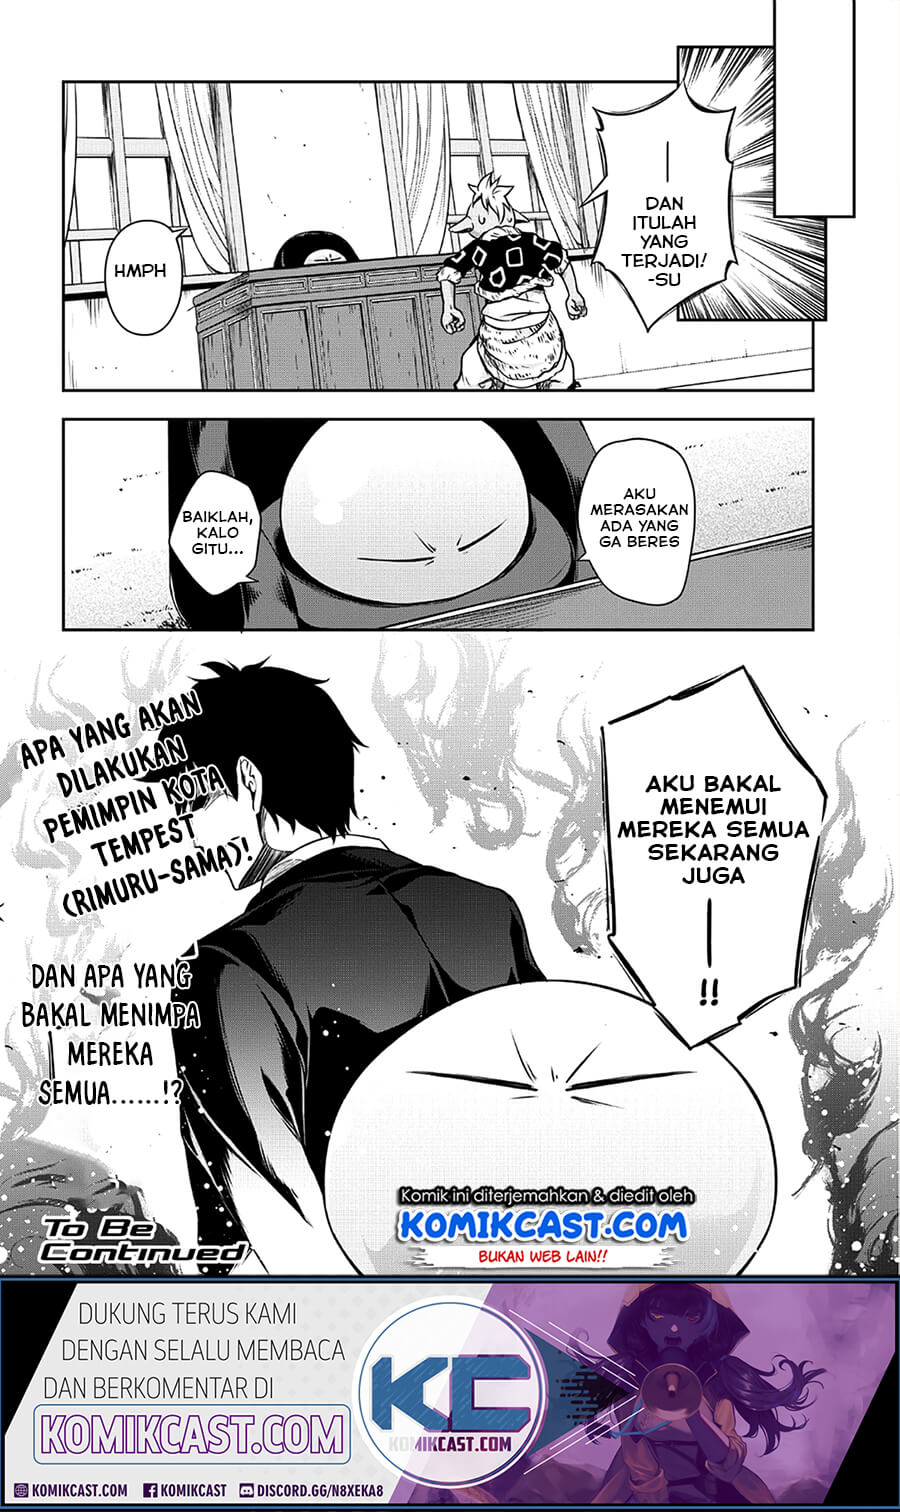 —
DAN
ITULAH
YANG
TERJADI!
-SU
HMPH
AKU
MERASAKAN
ADA YANG
GA BERES
BAIKLAH,
KALO
GITU...
AKU BAKAL
MENEMUI
MEREKA SEMUA
SEKARANG
JUGA
—
!!
APA YANG AKAN
DILAKUKAN
PEMIMPIN KOTA
TEMPEST
(RIMURU-SAMA)!
DAN APA YANG
BAKAL MENIMPA
MEREKA
SEMUA......!?
To Be
Continued
Komik ini diterjemahkan & diedit oleh
KOMIKCAST.COM
BUKAN WEB LAIN!!
DUKUNG TERUS KAMI
DENGAN SELALU MEMBACA
DAN BERKOMENTAR DI
KOMIKCAST.COM
KC
KOMIKCAST.COM
KOMIKCAST.COM
KOMIKCAST
DISCORD.GG/N8XEKA8